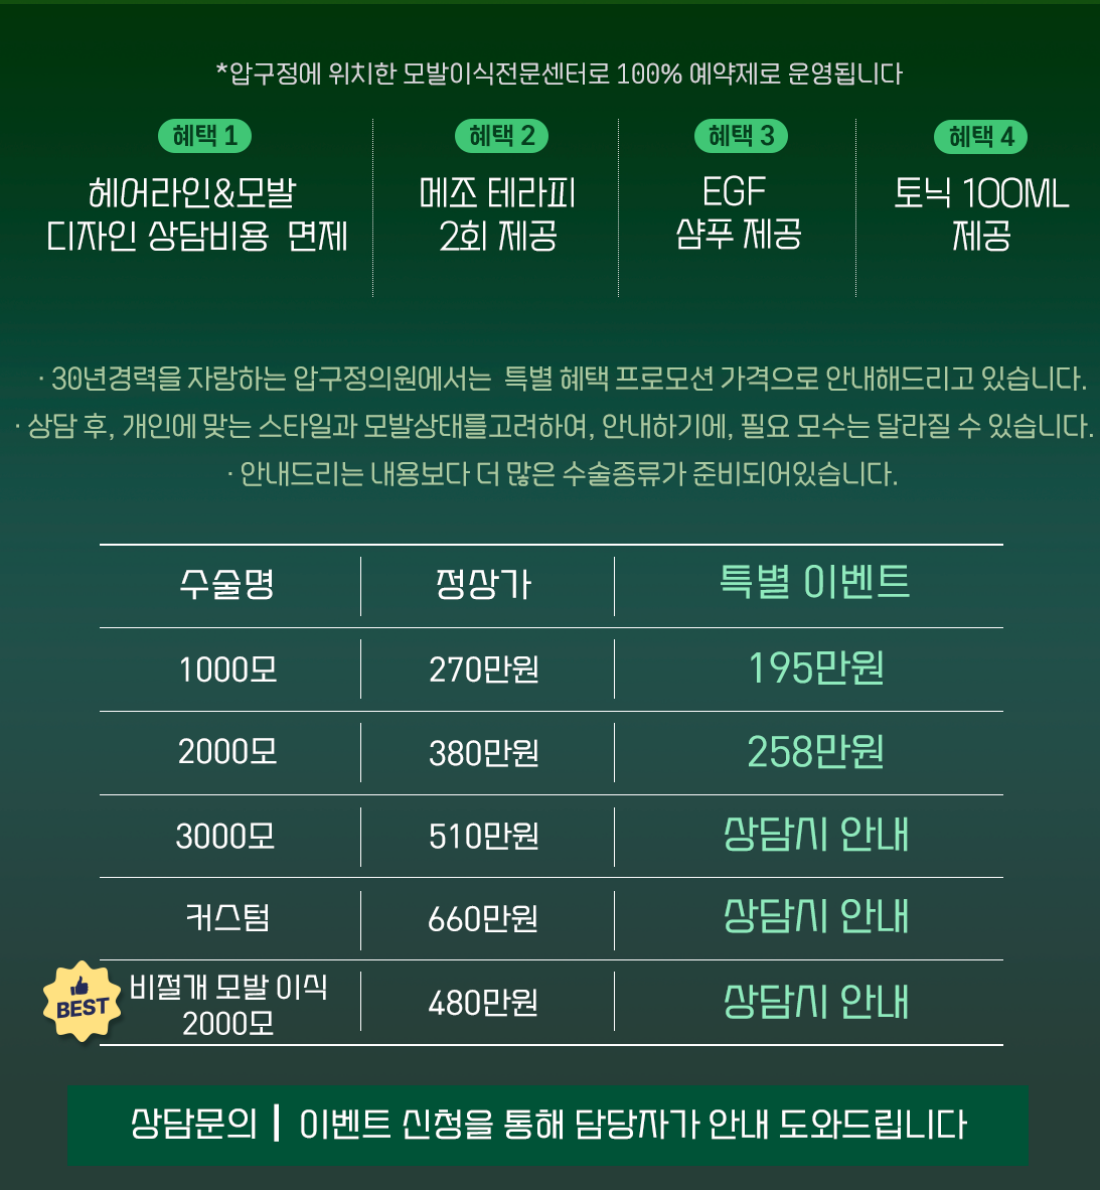 *압구정에 위치한 모발이식전문센터로 100% 예약제로 운영됩니다
혜택 1
헤어라인&모발
디자인 상담비용 면제
혜택 2
메조 테라피
2회 제공
혜택 3
EGF
샴푸 제공
혜택 4
토닉 100ML
제공
· 30년경력을 자랑하는 압구정의원에서는 특별 혜택 프로모션 가격으로 안내해드리고 있습니다.
· 상담 후, 개인에 맞는 스타일과 모발상태를고려하여, 안내하기에, 필요 모수는 달라질 수 있습니다.
· 안내드리는 내용보다 더 많은 수술종류가 준비되어있습니다.
수술명 정상가 특별 이벤트
1000모 270만원 195만원
2000모 380만원 258만원
3000모 510만원 상담시 안내
커스텀 660만원 상담시 안내
BEST
비절개 모발 이식
2000모
480만원 상담시 안내
상담문의 | 이벤트 신청을 통해 담당자가 안내 도와드립니다